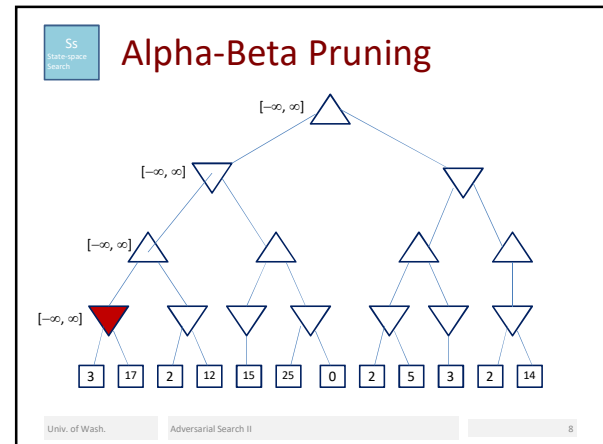 Ss
State-space
Search
Alpha-Beta Pruning
[−∞, ∞]
[−∞, ∞]
[−∞, ∞]
[−∞, ∞]
3 17 2 12 15 25 0 2 5 3 2 14
Univ. of Wash. Adversarial Search II 8